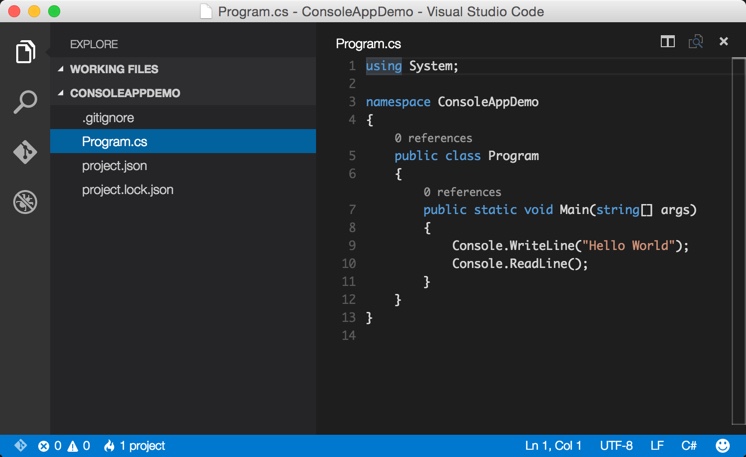 Program.cs - ConsoleAppDemo - Visual Studio Code
EXPLORE
WORKING FILES
CONSOLEAPPDEMO
.gitignore
Program.cs
project.json
project.lock.json
Program.cs
1 using System;
2
3 namespace ConsoleAppDemo
4 {
0 references
5 public class Program
6 {
0 references
7 public static void Main(string[] args)
8 {
9 Console.WriteLine("Hello World");
10 Console.ReadLine();
11 }
12 }
13 }
14
0 0 1 project
Ln 1, Col 1 UTF-8 LF C#